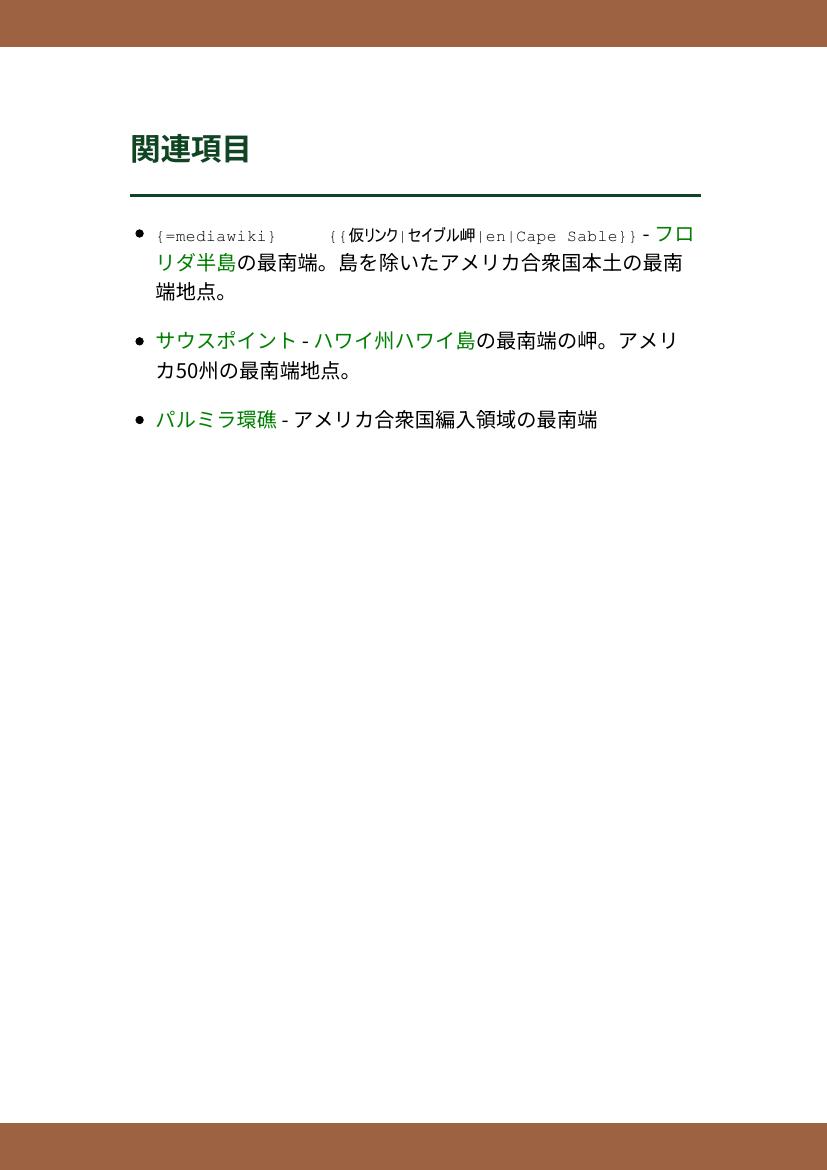 関連項目
{=mediawiki} {{仮リンク|セイブル岬|en|Cape Sable}} - フロ
リダ半島の最南端。島を除いたアメリカ合衆国本土の最南
端地点。
サウスポイント - ハワイ州ハワイ島の最南端の岬。アメリ
カ50州の最南端地点。
パルミラ環礁 - アメリカ合衆国編入領域の最南端